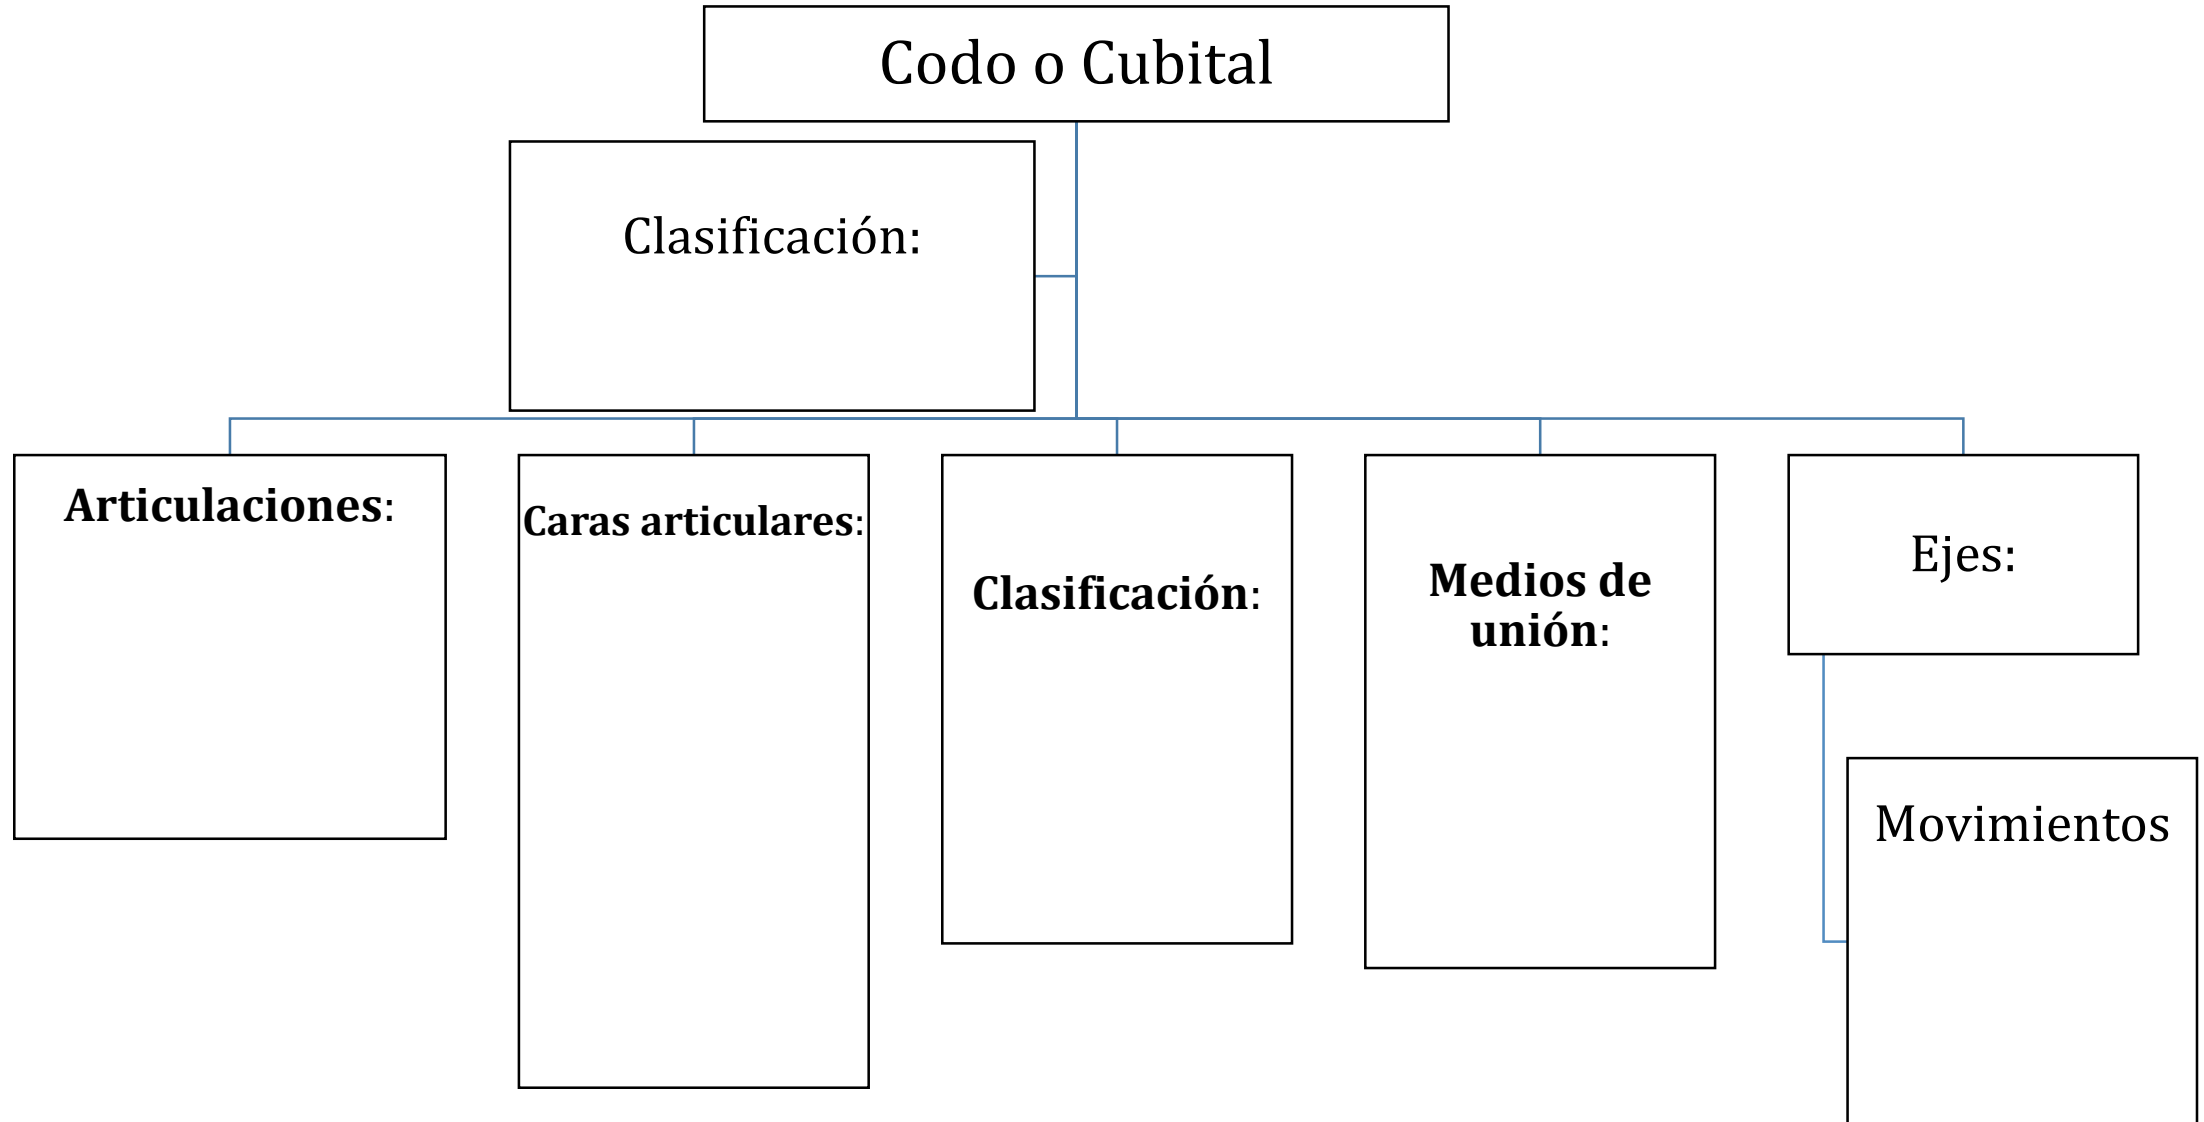 Codo o Cubital
Clasificación:
Articulaciones:
Caras articulares:
Clasificación:
Medios de
unión:
Ejes:
Movimientos